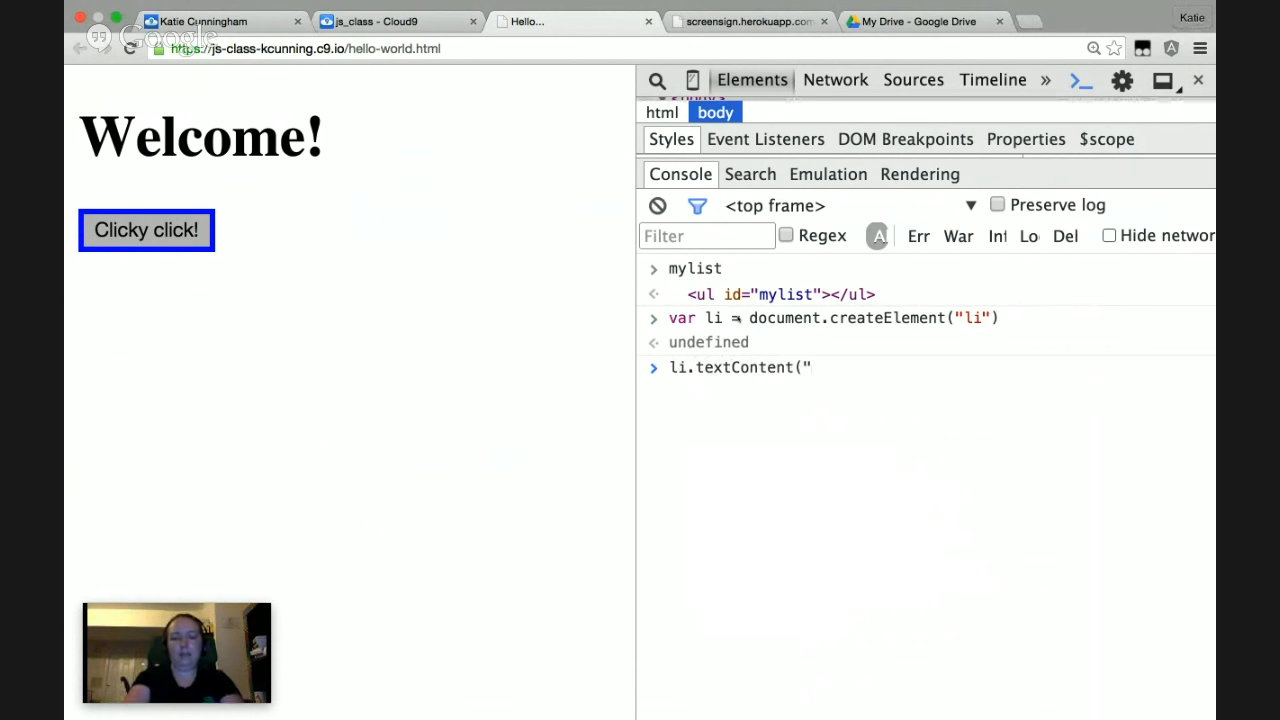 Katie Cunningham
js_class - Cloud9
Hello...
screensign.herokuapp.com
My Drive - Google Drive
Katie
Google
https://js-class-kcunning.c9.io/hello-world.html
Welcome!
Clicky click!
Elements Network Sources Timeline »
html body
Styles Event Listeners DOM Breakpoints Properties $scope
Console Search Emulation Rendering
<top frame> ▼ Preserve log
Filter Regex A Err War Inf Lo Del Hide networ
> mylist
<ul id="mylist"></ul>
> var li = document.createElement("li")
undefined
> li.textContent("